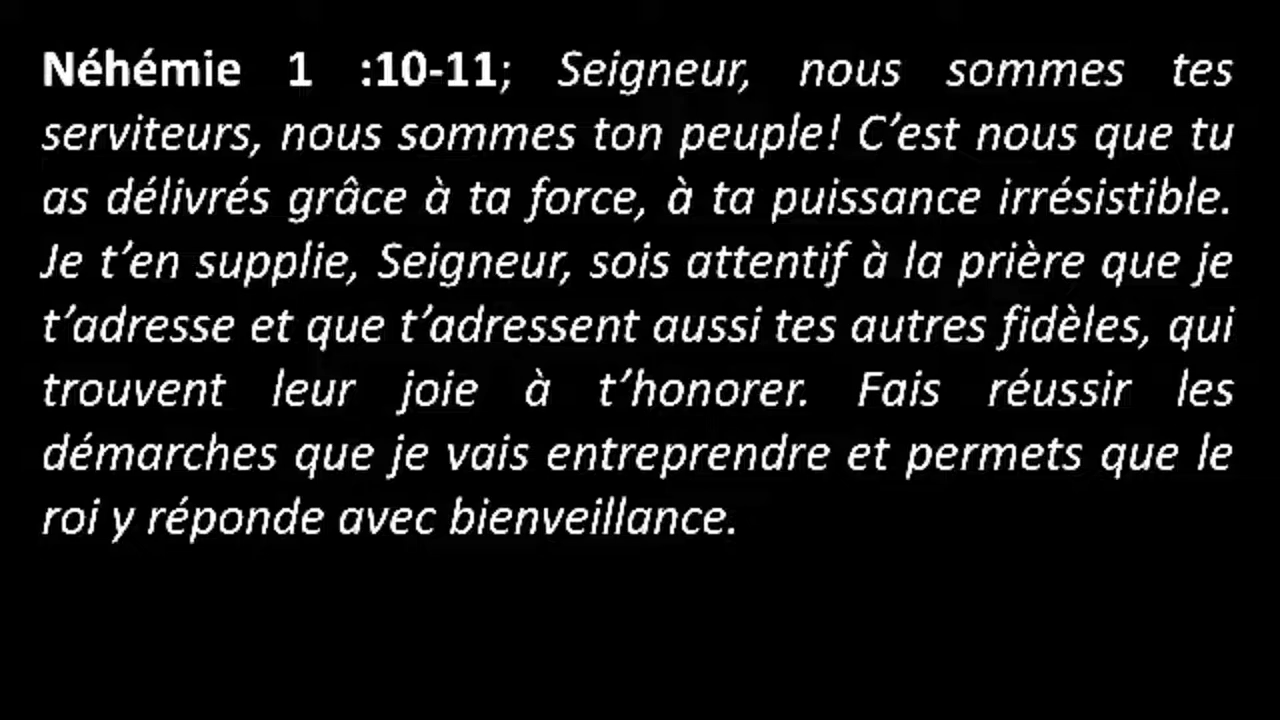 Néhémie 1 :10-11; Seigneur, nous sommes tes
serviteurs, nous sommes ton peuple! C’est nous que tu
as délivrés grâce à ta force, à ta puissance irrésistible.
Je t’en supplie, Seigneur, sois attentif à la prière que je
t’adresse et que t’adressent aussi tes autres fidèles, qui
trouvent leur joie à t’honorer. Fais réussir les
démarches que je vais entreprendre et permets que le
roi y réponde avec bienveillance.